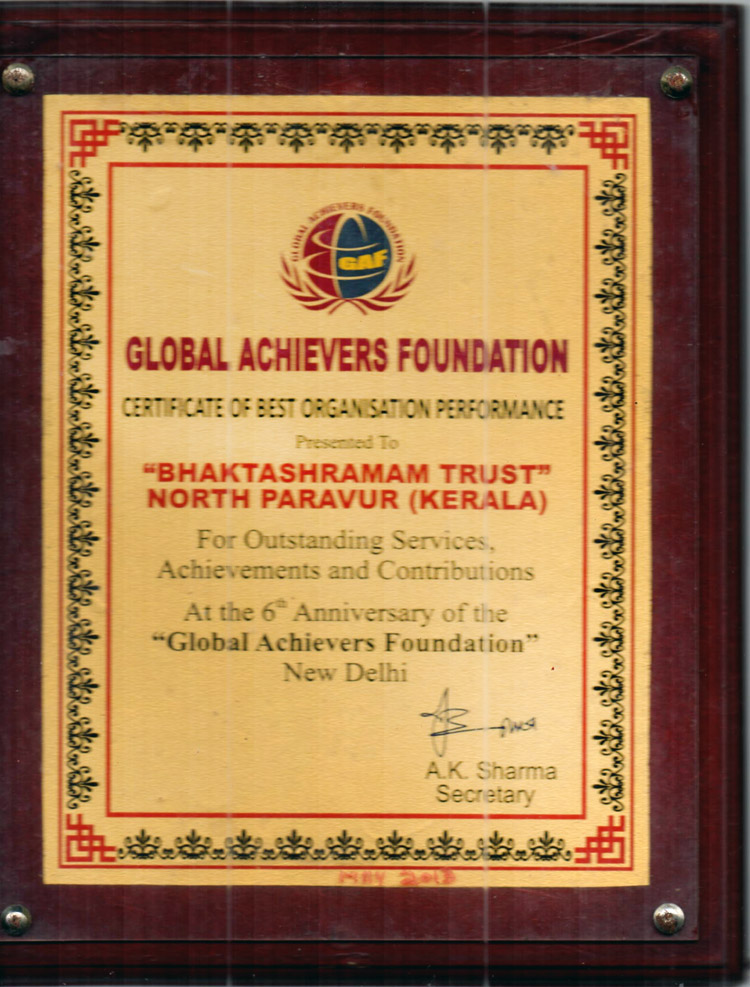 GLOBAL ACHIEVERS FOUNDATION
GAF
GLOBAL ACHIEVERS FOUNDATION
CERTIFICATE OF BEST ORGANISATION PERFORMANCE
Presented To
“BHAKTASHRAMAM TRUST”
NORTH PARAVUR (KERALA)
For Outstanding Services,
Achievements and Contributions
At the 6th Anniversary of the
“Global Achievers Foundation”
New Delhi
A.K. Sharma
Secretary
MAY